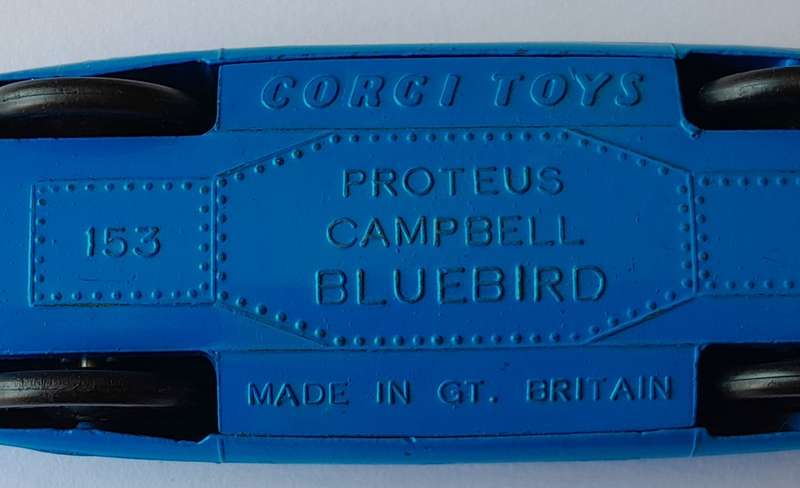 CORGI TOYS
PROTEUS
CAMPBELL
153
BLUEBIRD
MADE IN GT. BRITAIN